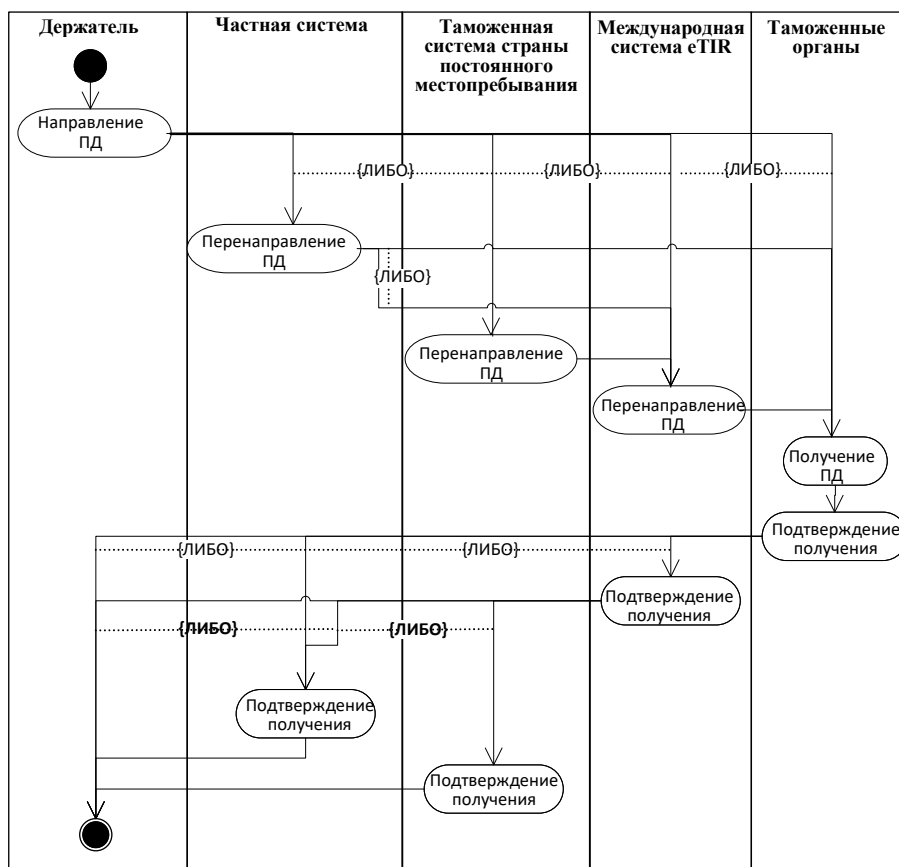 Держатель
Частная система
Таможенная
система страны
постоянного
местопребывания
Международная
система eTIR
Таможенные
органы
Направление
ПД
{ЛИБО}
{ЛИБО}
{ЛИБО}
Перенаправление
ПД
{ЛИБО}
Перенаправление
ПД
Перенаправление
ПД
Получение
ПД
Подтверждение
получения
{ЛИБО}
{ЛИБО}
Подтверждение
получения
{ЛИБО}
{ЛИБО}
Подтверждение
получения
Подтверждение
получения